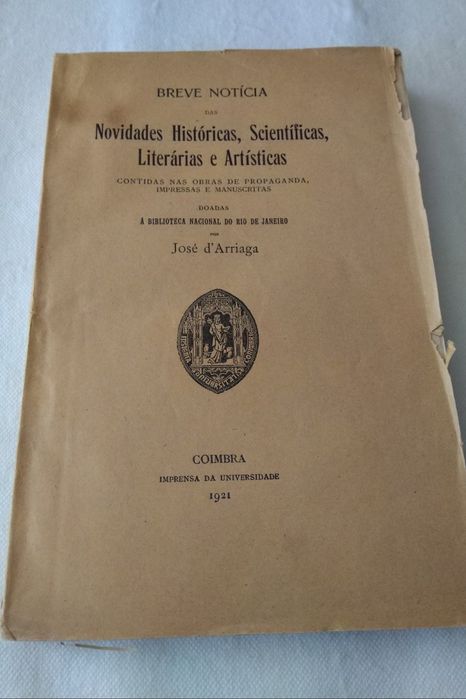 BREVE NOTÍCIA
DAS
Novidades Históricas, Scientíficas,
Literárias e Artísticas
CONTIDAS NAS OBRAS DE PROPAGANDA,
IMPRESSAS E MANUSCRITAS
DOADAS
Á BIBLIOTECA NACIONAL DO RIO DE JANEIRO
POR
José d'Arriaga
COIMBRA
IMPRENSA DA UNIVERSIDADE
1921